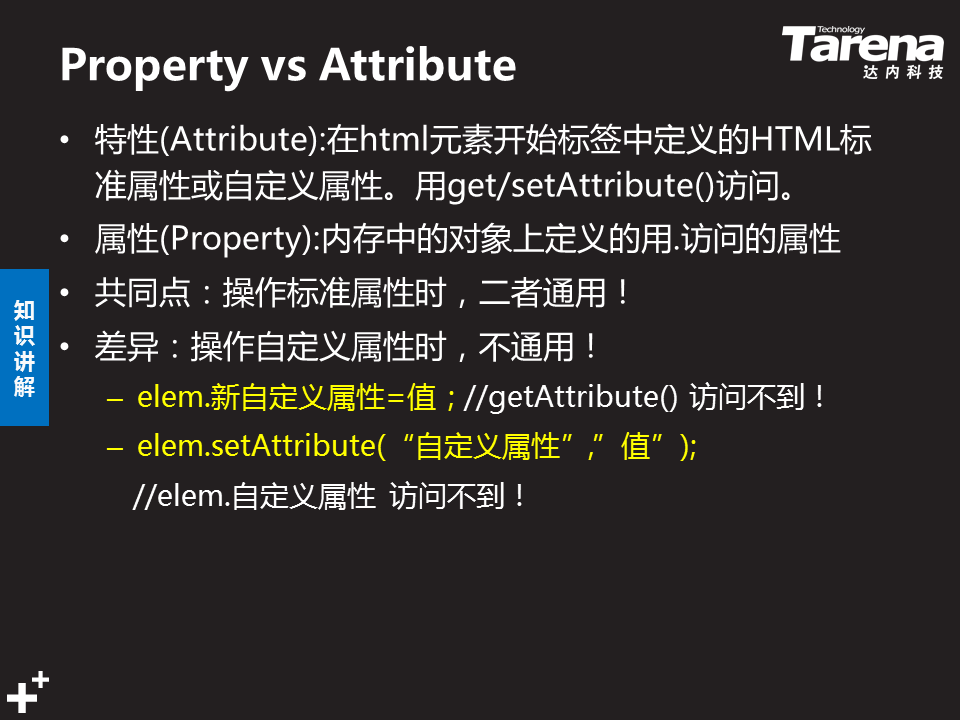 Property vs Attribute
Technology
Tarena
达内科技
• 特性(Attribute):在html元素开始标签中定义的HTML标
准属性或自定义属性。用get/setAttribute()访问。
• 属性(Property):内存中的对象上定义的用.访问的属性
• 共同点：操作标准属性时，二者通用！
• 差异：操作自定义属性时，不通用！
– elem.新自定义属性=值；//getAttribute() 访问不到！
– elem.setAttribute(“自定义属性”,”值”);
//elem.自定义属性 访问不到！
知识讲解